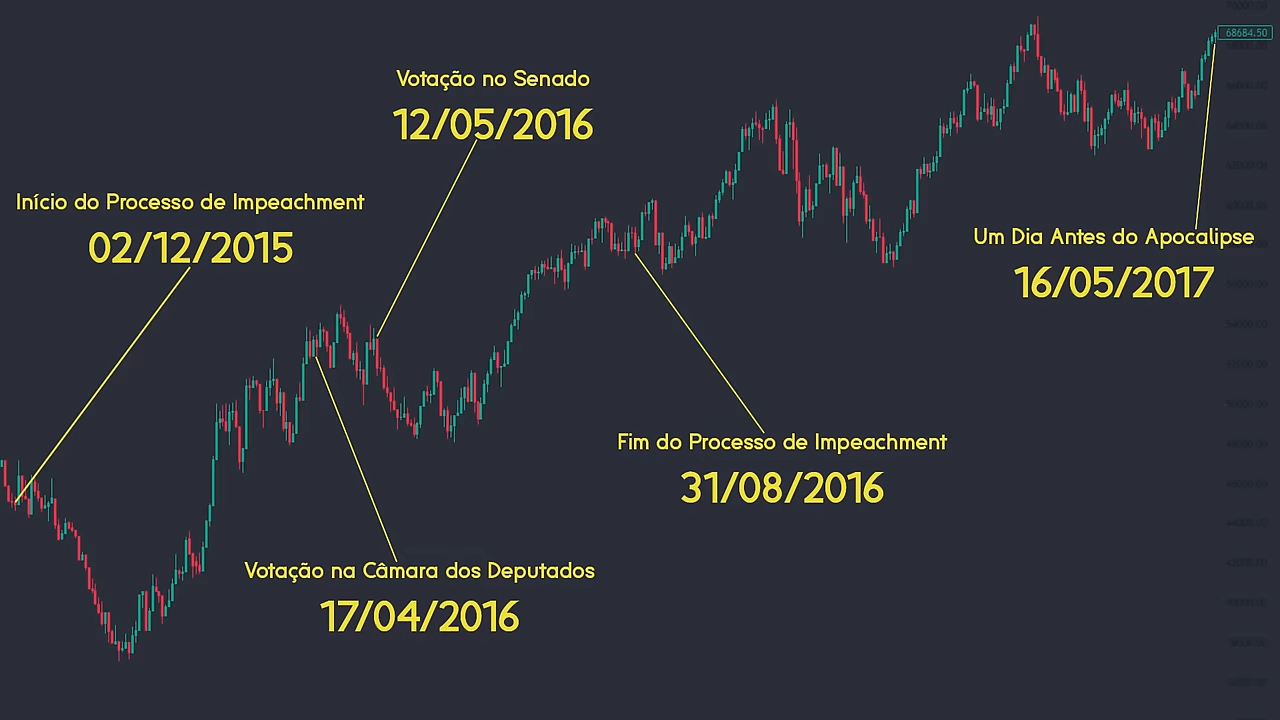 Votação no Senado
12/05/2016
Início do Processo de Impeachment
02/12/2015
68684.50
Um Dia Antes do Apocalipse
16/05/2017
Fim do Processo de Impeachment
31/08/2016
Votação na Câmara dos Deputados
17/04/2016